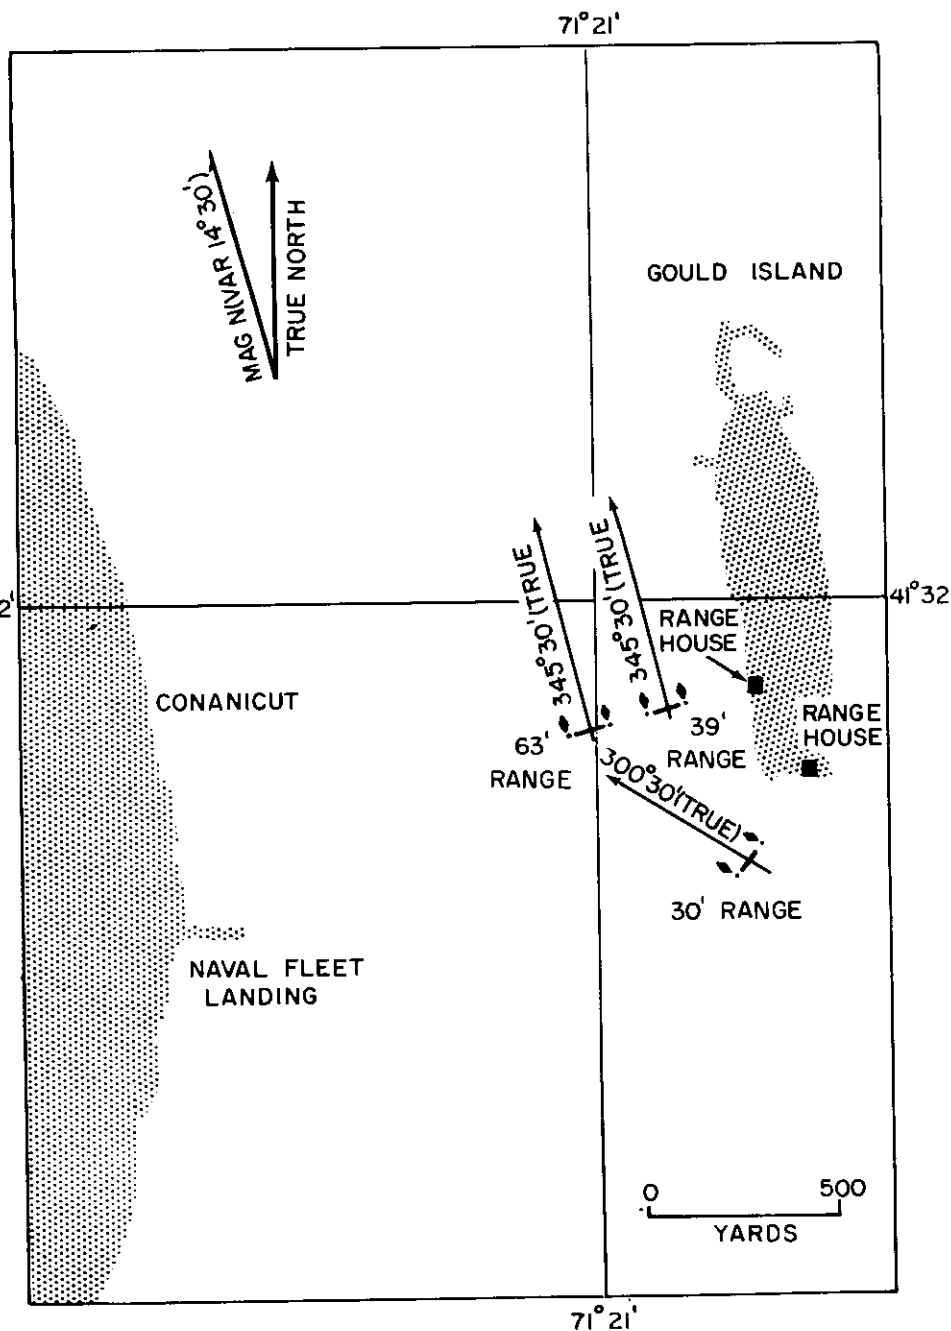 71°21'
MAG NIVAR 14°30')
TRUE NORTH
GOULD ISLAND
345°30'(TRUE
345°30'(TRUE
2'
41°32
RANGE
HOUSE
CONANICUT
RANGE
HOUSE
63'
RANGE
39'
RANGE
300°30'(TRUE)
30' RANGE
NAVAL FLEET
LANDING
0 500
YARDS
71°21'